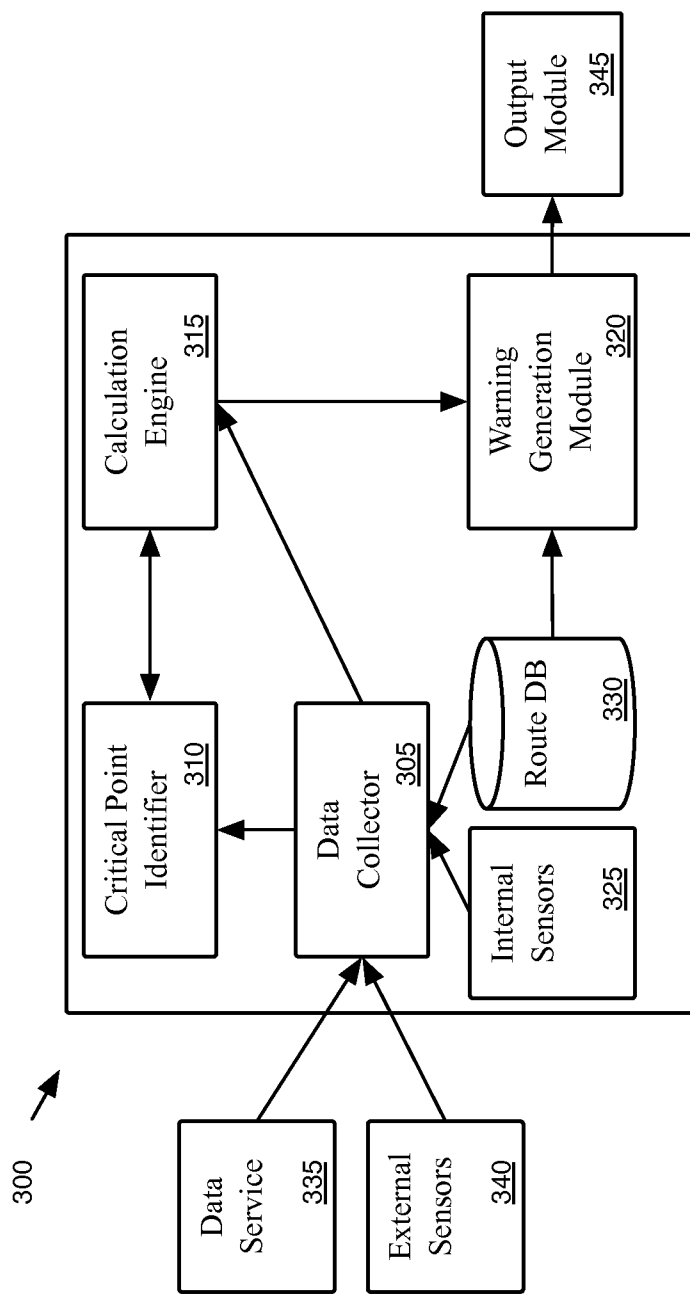 300
Data
Service
335
External
Sensors
340
Critical Point
Identifier
310
Data
Collector
305
Internal
Sensors
325
Route DB
330
Calculation
Engine
315
Warning
Generation
Module
320
Output
Module
345